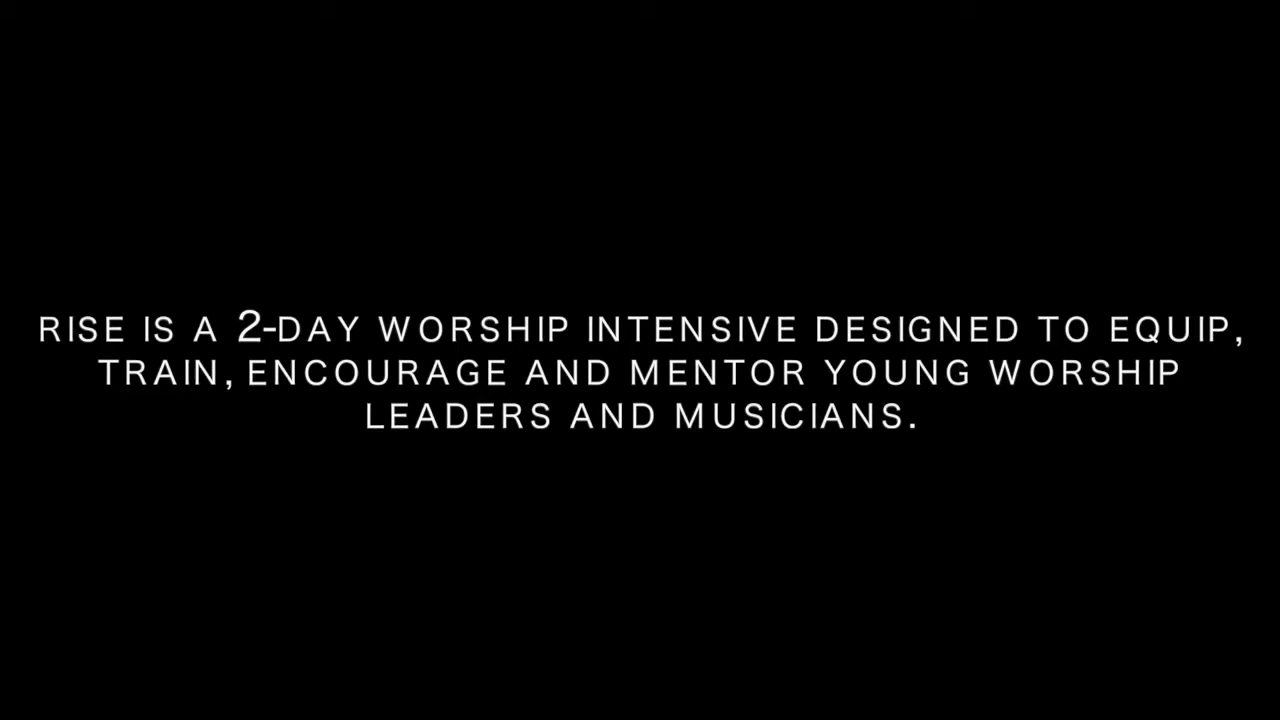 RISE IS A 2-DAY WORSHIP INTENSIVE DESIGNED TO EQUIP,
TRAIN, ENCOURAGE AND MENTOR YOUNG WORSHIP
LEADERS AND MUSICIANS.